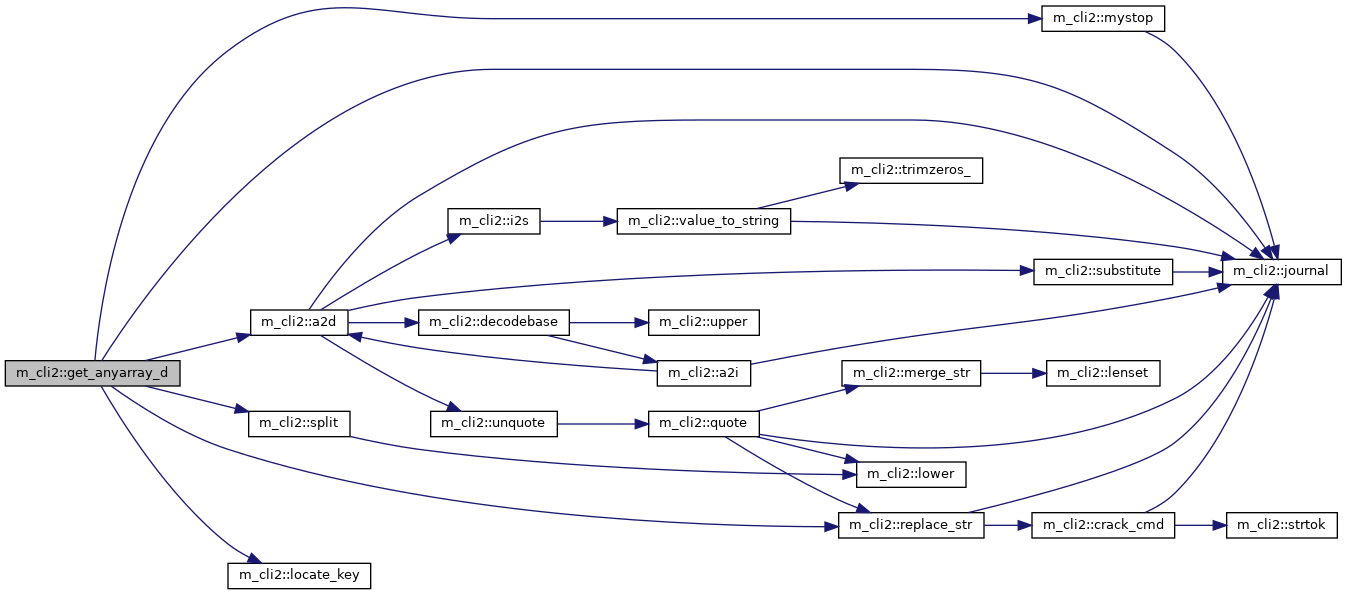 m_cli2::mystop
m_cli2::trimzeros_
m_cli2::i2s
m_cli2::value_to_string
m_cli2::substitute
m_cli2::journal
m_cli2::a2d
m_cli2::decodebase
m_cli2::upper
m_cli2::get_anyarray_d
m_cli2::a2i
m_cli2::merge_str
m_cli2::lenset
m_cli2::split
m_cli2::unquote
m_cli2::quote
m_cli2::lower
m_cli2::replace_str
m_cli2::crack_cmd
m_cli2::strtok
m_cli2::locate_key